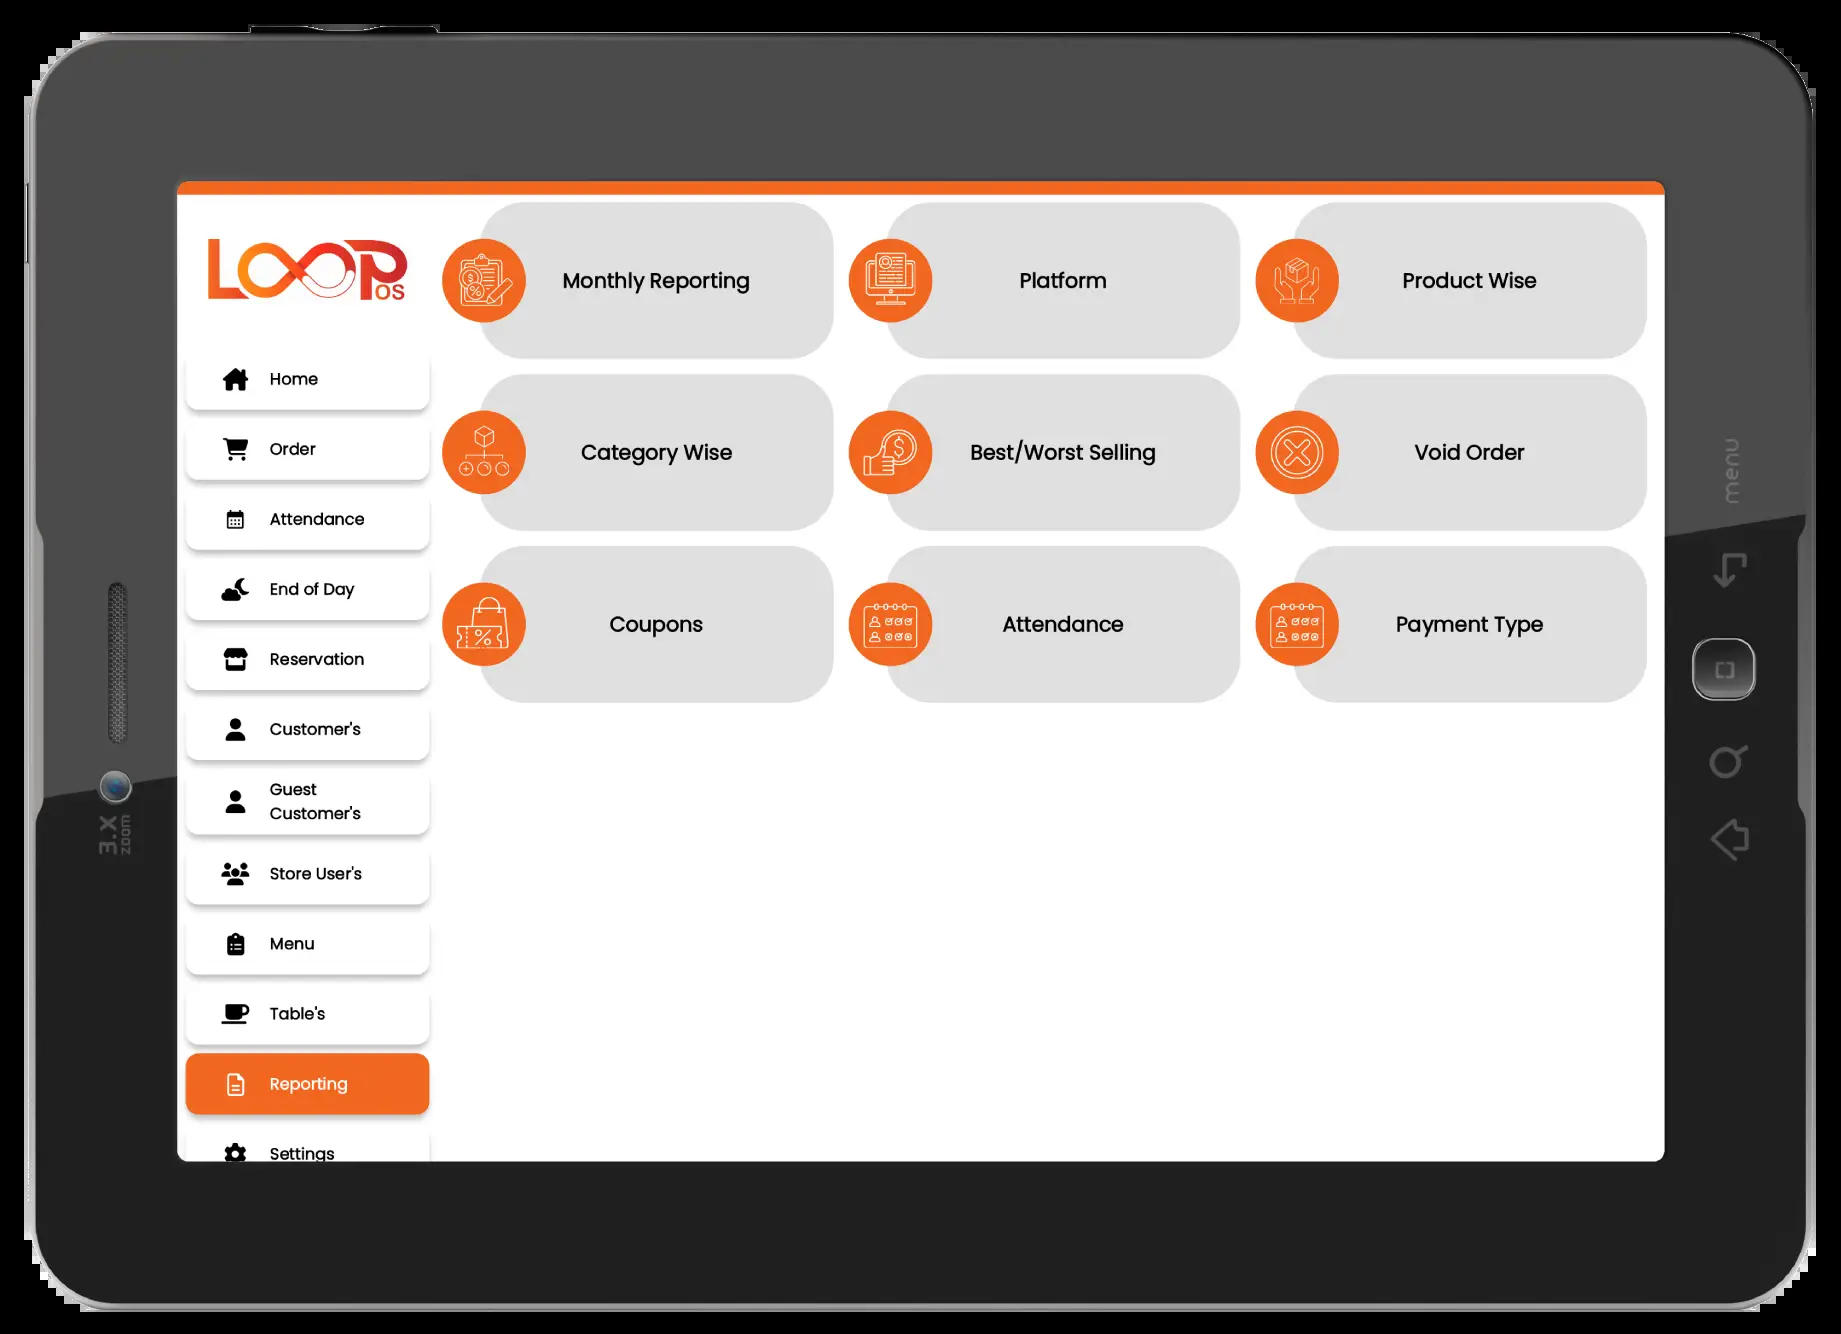 LOOP
OS
Home
Order
Attendance
End of Day
Reservation
Customer's
Guest
Customer's
Store User's
Menu
Table's
Reporting
Settings
Monthly Reporting
Platform
Product Wise
Category Wise
Best/Worst Selling
Void Order
Coupons
Attendance
Payment Type
menu
3.X
zoom